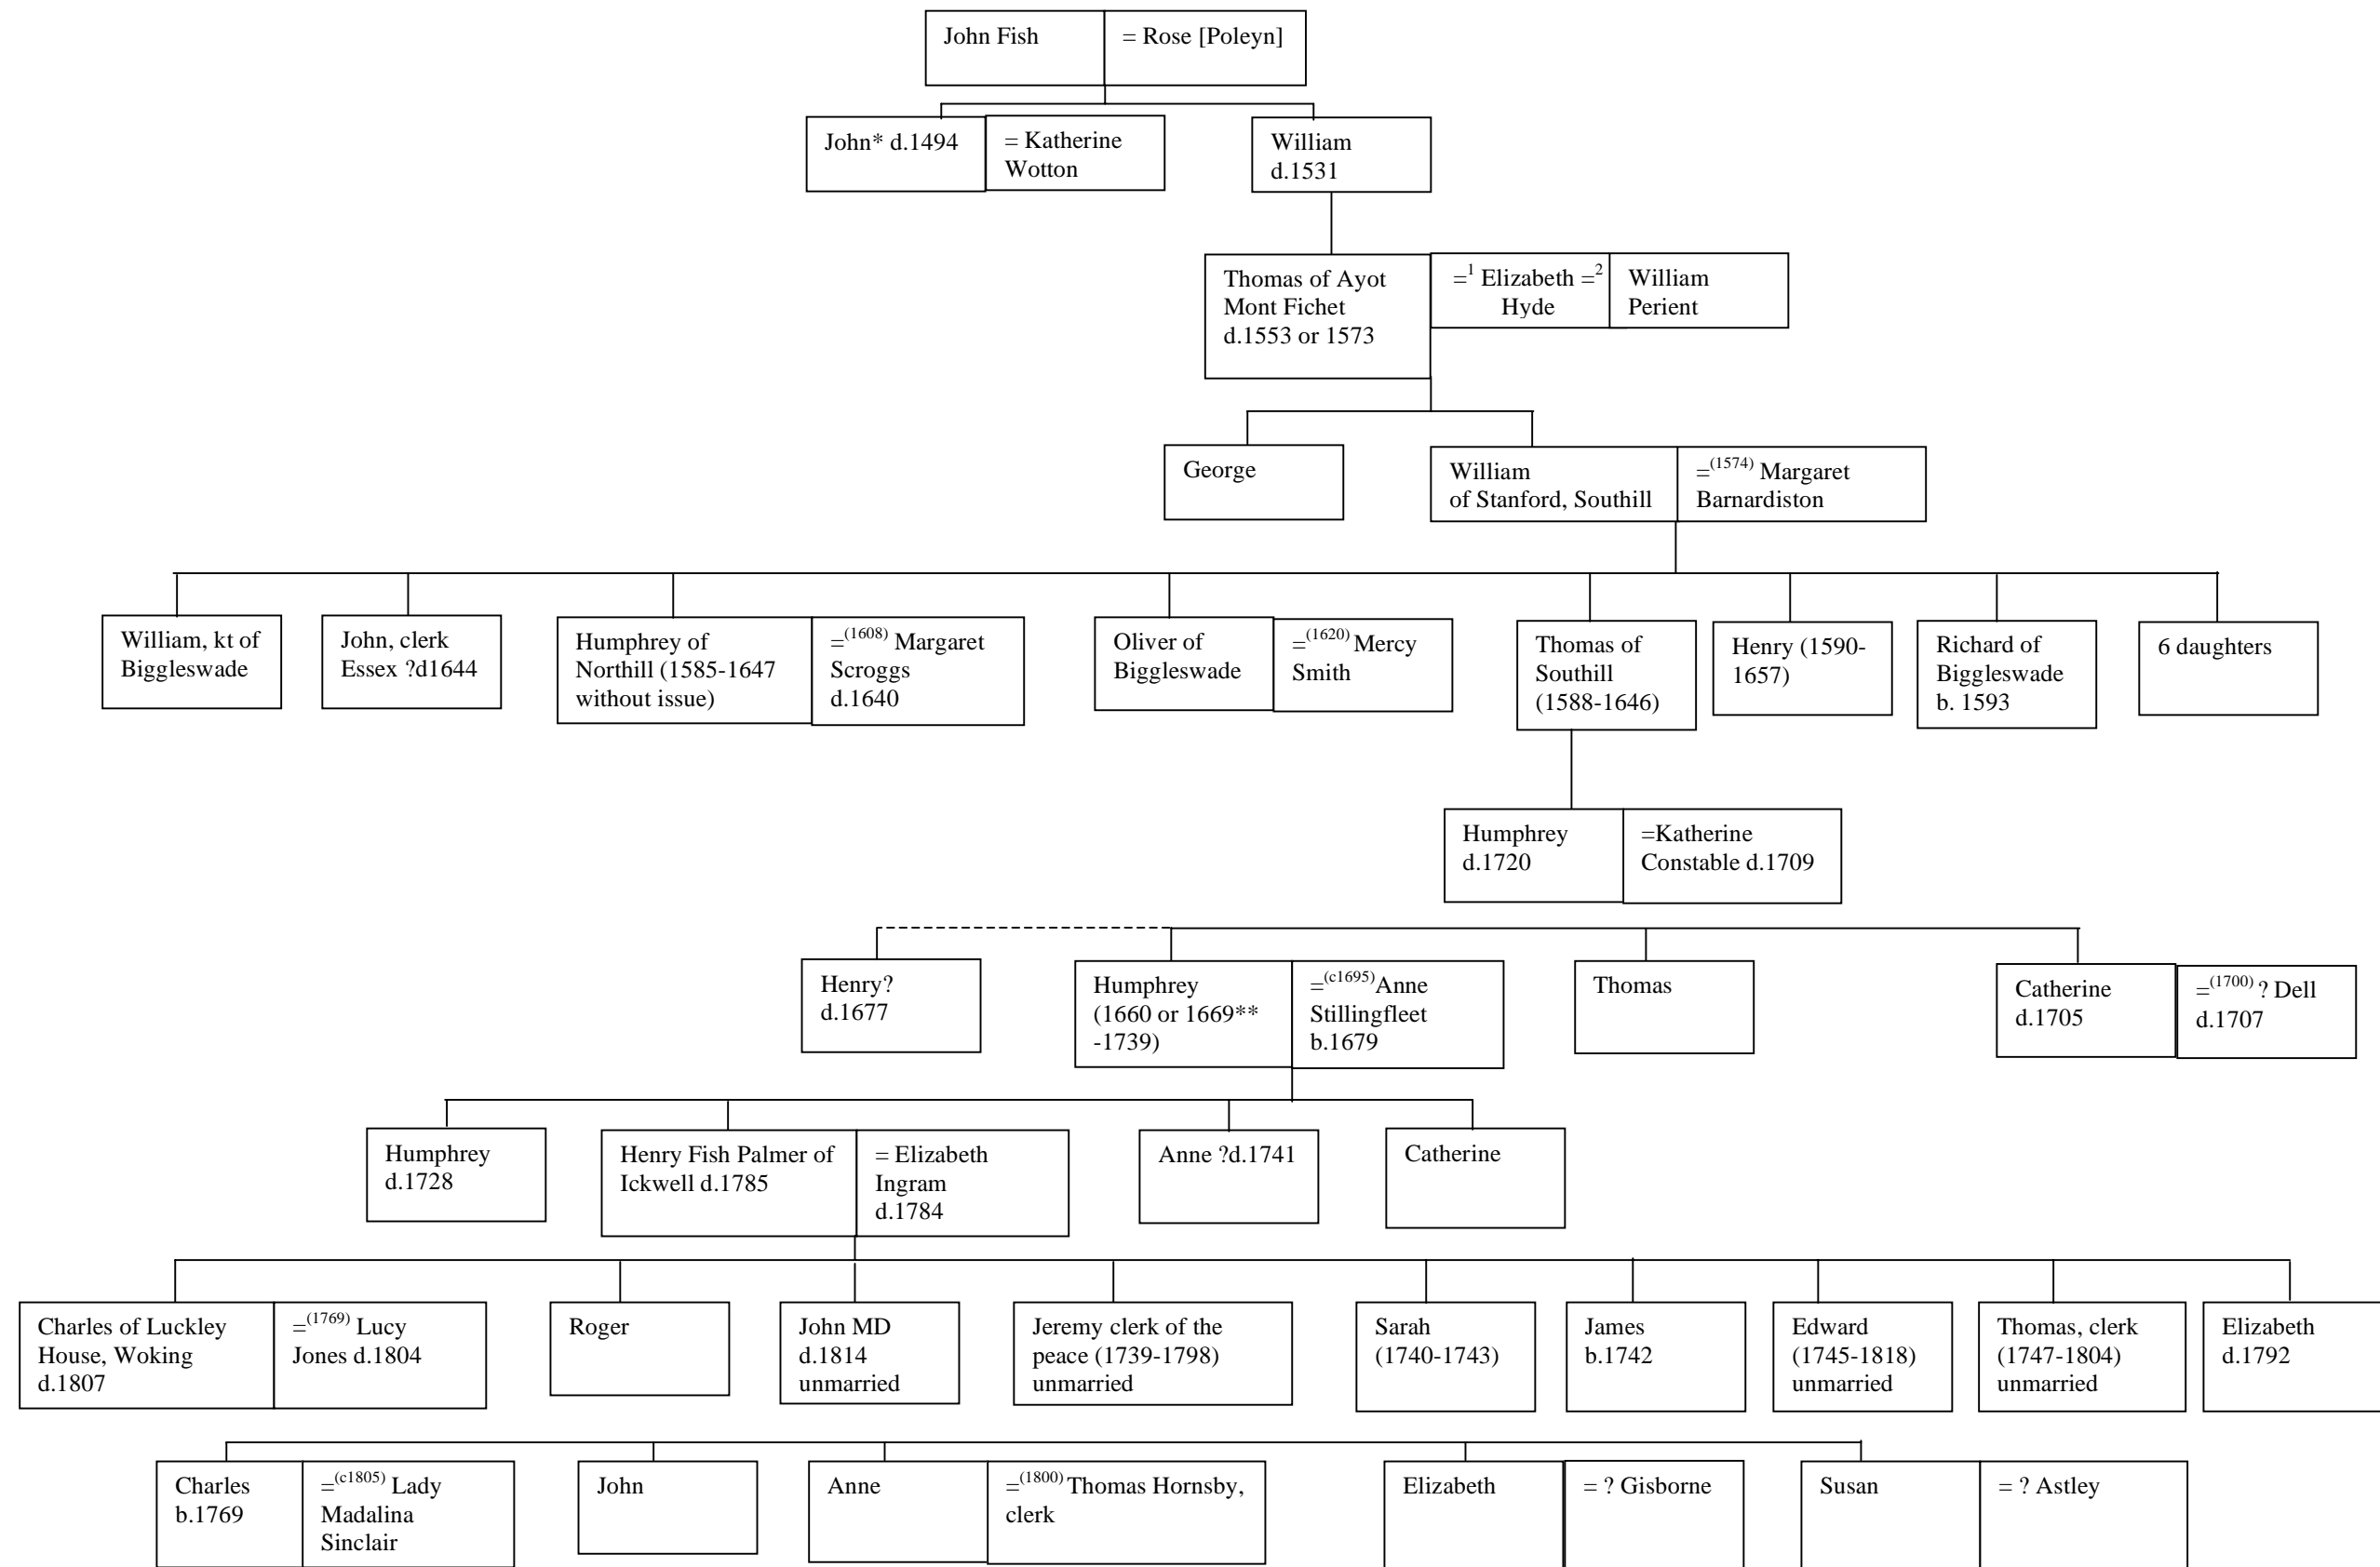 John Fish
= Rose [Poleyn]
John* d.1494
= Katherine
Wotton
William
d.1531
Thomas of Ayot
Mont Fichet
d.1553 or 1573
=1 Elizabeth =2
Hyde
William
Perient
George
William
of Stanford, Southill
=(1574) Margaret
Barnardiston
William, kt of
Biggleswade
John, clerk
Essex ?d1644
Humphrey of
Northill (1585-1647
without issue)
=(1608) Margaret
Scroggs
d.1640
Oliver of
Biggleswade
=(1620) Mercy
Smith
Thomas of
Southill
(1588-1646)
Henry (1590-
1657)
Richard of
Biggleswade
b. 1593
6 daughters
Humphrey
d.1720
=Katherine
Constable d.1709
Henry?
d.1677
Humphrey
(1660 or 1669**
-1739)
=(c1695)Anne
Stillingfleet
b.1679
Thomas
Catherine
d.1705
=(1700) ? Dell
d.1707
Humphrey
d.1728
Henry Fish Palmer of
Ickwell d.1785
= Elizabeth
Ingram
d.1784
Anne ?d.1741
Catherine
Charles of Luckley
House, Woking
d.1807
=(1769) Lucy
Jones d.1804
Roger
John MD
d.1814
unmarried
Jeremy clerk of the
peace (1739-1798)
unmarried
Sarah
(1740-1743)
James
b.1742
Edward
(1745-1818)
unmarried
Thomas, clerk
(1747-1804)
unmarried
Elizabeth
d.1792
Charles
b.1769
=(c1805) Lady
Madalina
Sinclair
John
Anne
=(1800) Thomas Hornsby,
clerk
Elizabeth
= ? Gisborne
Susan
= ? Astley